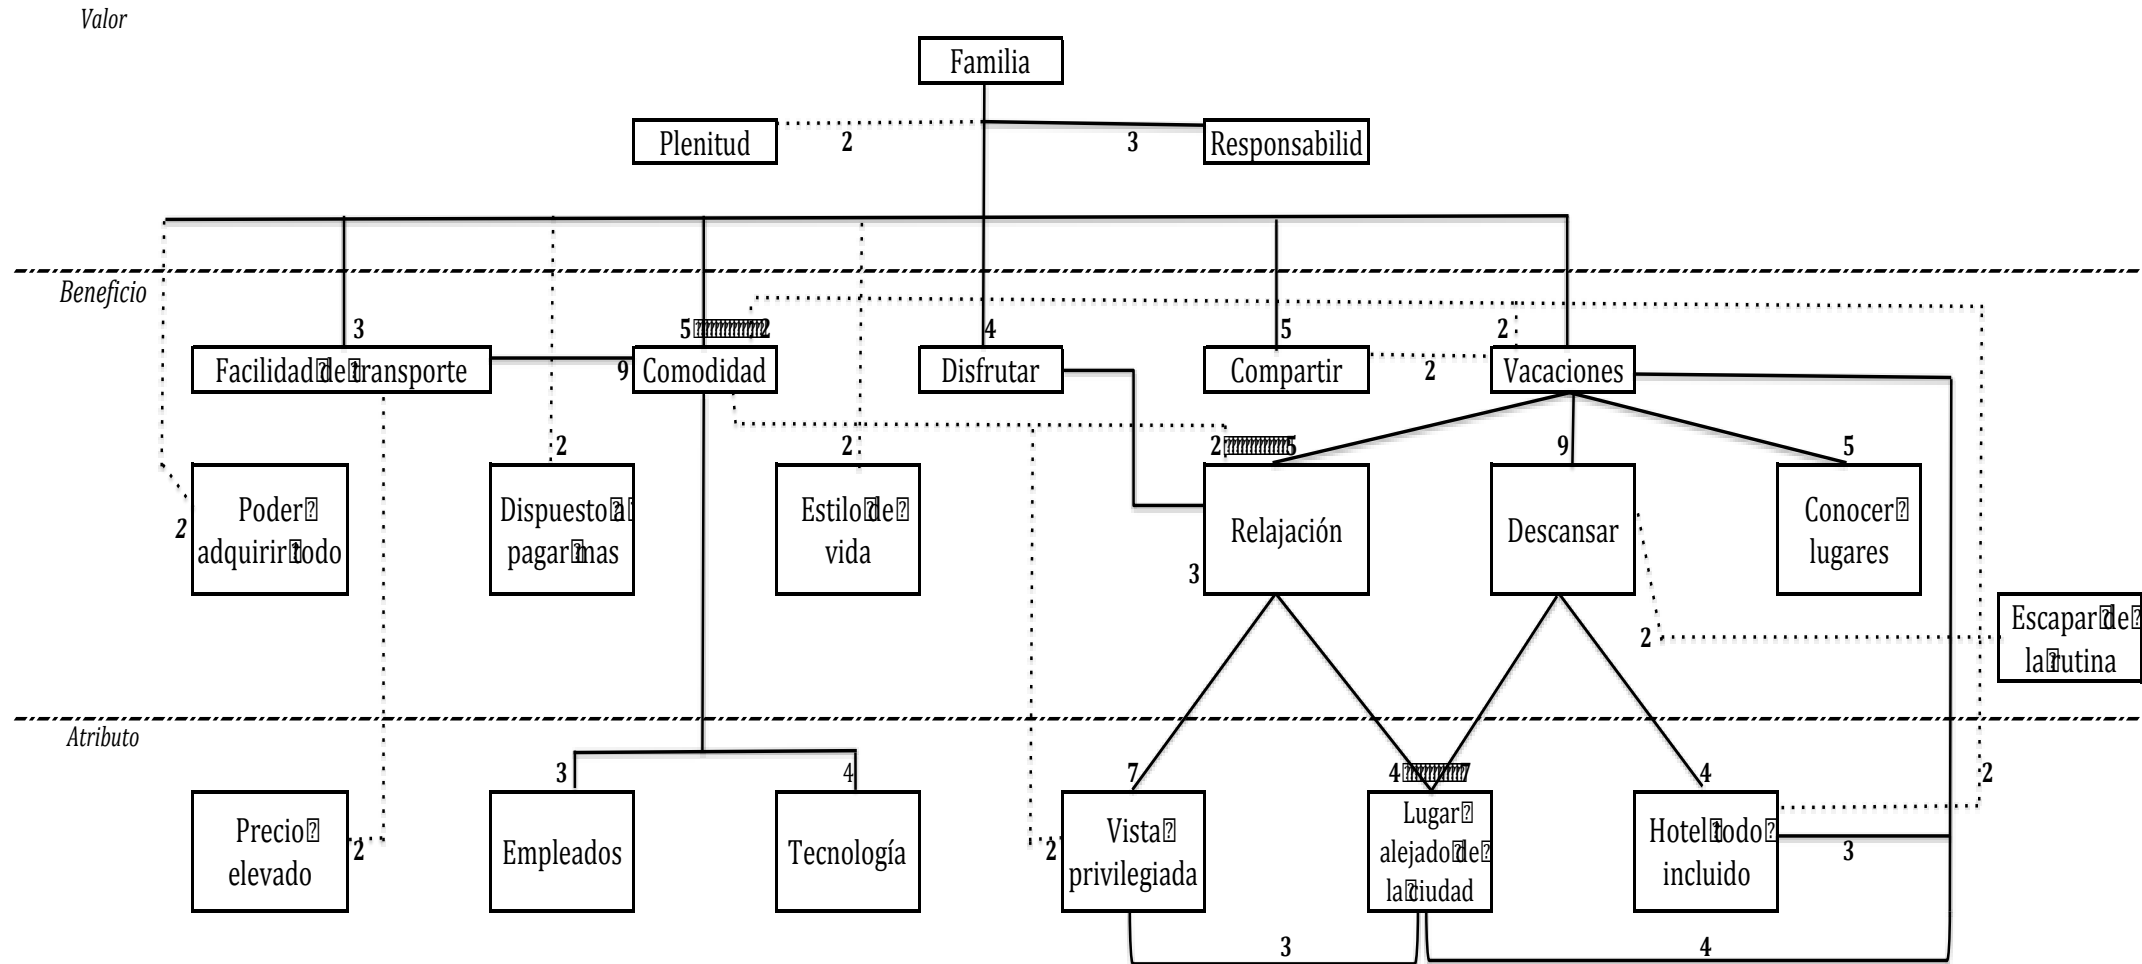 Valor
Familia
Plenitud
2
3
Responsabilid
Beneficio
3
5 2
4
5
2
Facilidad de transporte
9
Comodidad
Disfrutar
Compartir
2
Vacaciones
2
2
2 5
9
5
Poder
adquirir todo
2
Dispuesto a
pagar mas
Estilo de
vida
Relajación
3
Descansar
Conocer
lugares
2
Escapar de
la rutina
Atributo
3
4
7
4 7
4
2
Precio
elevado
2
Empleados
Tecnología
2
Vista
privilegiada
Lugar
alejado de
la ciudad
Hotel todo
incluido
3
3
4